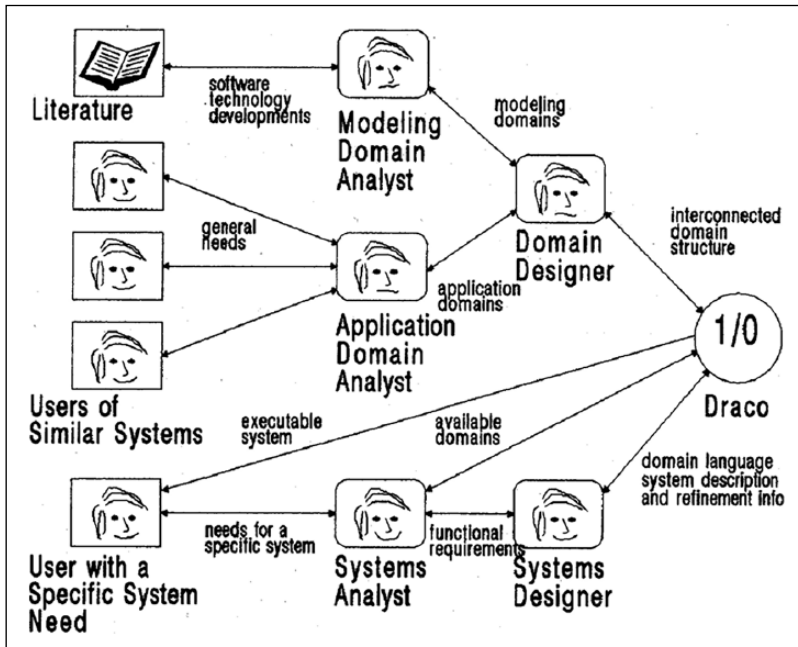 Literature
software
technology
developments
Modeling
Domain
Analyst
modeling
domains
general
needs
Domain
Designer
interconnected
domain
structure
Application
Domain
Analyst
application
domains
1/0
Draco
Users of
Similar Systems
executable
system
available
domains
domain language
system description
and refinement info
User with a
Specific System
Need
needs for a
specific system
Systems
Analyst
functional
requirements
Systems
Designer